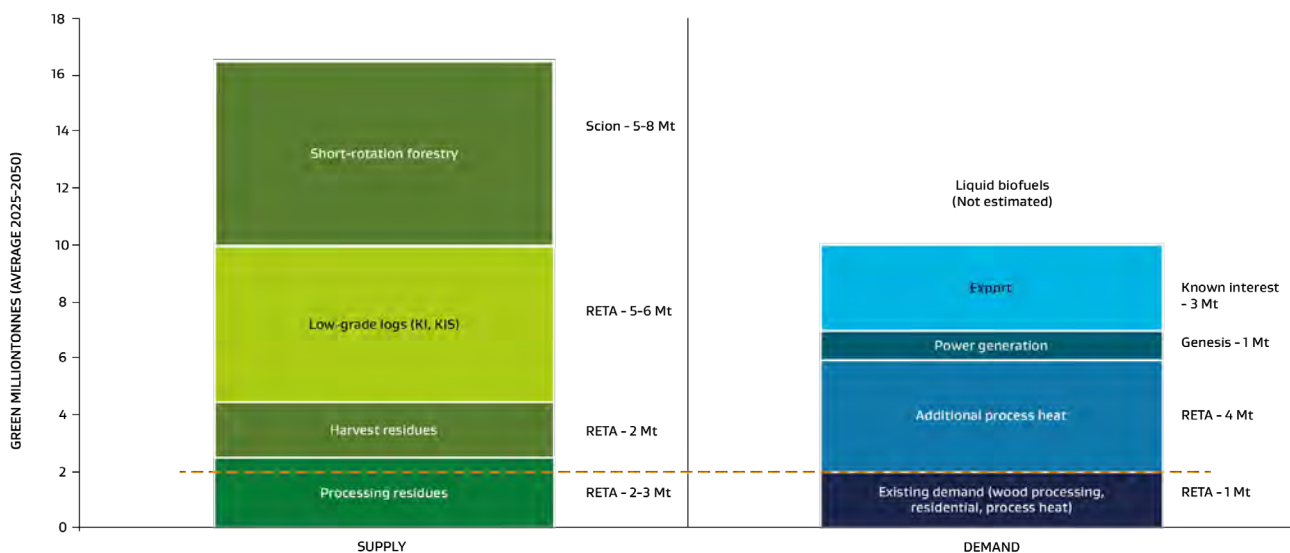 GREEN MILLIONTONNES (AVERAGE 2025-2050)
18
16
14
12
10
8
6
4
2
0
Short-rotation forestry
Scion - 5-8 Mt
Low-grade logs (KI, KIS)
RETA - 5-6 Mt
Harvest residues
RETA - 2 Mt
Processing residues
RETA - 2-3 Mt
SUPPLY
Liquid biofuels
(Not estimated)
Export
Known interest
- 3 Mt
Power generation
Genesis - 1 Mt
Additional process heat
RETA - 4 Mt
Existing demand (wood processing,
residential, process heat)
RETA - 1 Mt
DEMAND